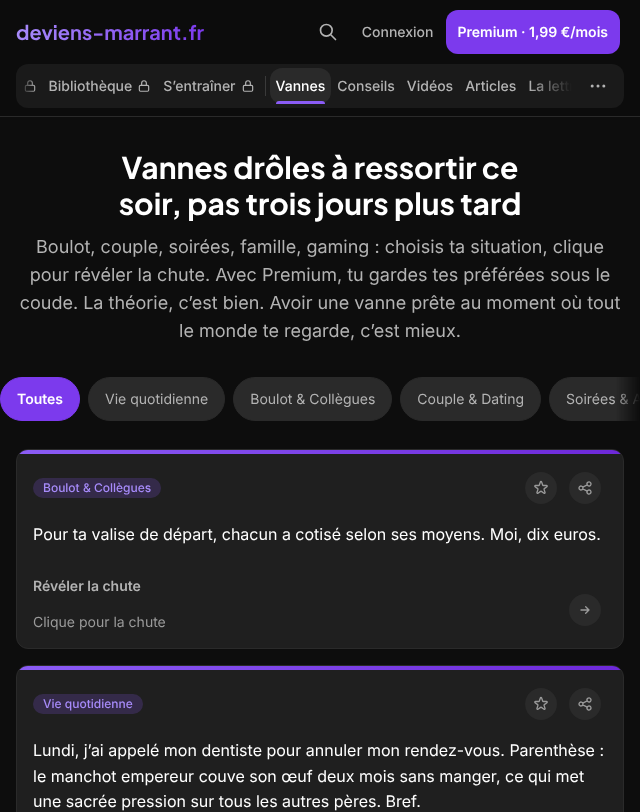 deviens-marrant.fr
Connexion
Premium · 1,99 €/mois
Bibliothèque
S’entraîner
Vannes
Conseils
Vidéos
Articles
La lett
Vannes drôles à ressortir ce
soir, pas trois jours plus tard
Boulot, couple, soirées, famille, gaming : choisis ta situation, clique
pour révéler la chute. Avec Premium, tu gardes tes préférées sous le
coude. La théorie, c’est bien. Avoir une vanne prête au moment où tout
le monde te regarde, c’est mieux.
Toutes
Vie quotidienne
Boulot & Collègues
Couple & Dating
Soirées &
Boulot & Collègues
Pour ta valise de départ, chacun a cotisé selon ses moyens. Moi, dix euros.
Révéler la chute
Clique pour la chute
Vie quotidienne
Lundi, j’ai appelé mon dentiste pour annuler mon rendez-vous. Parenthèse :
le manchot empereur couve son œuf deux mois sans manger, ce qui met
une sacrée pression sur tous les autres pères. Bref.